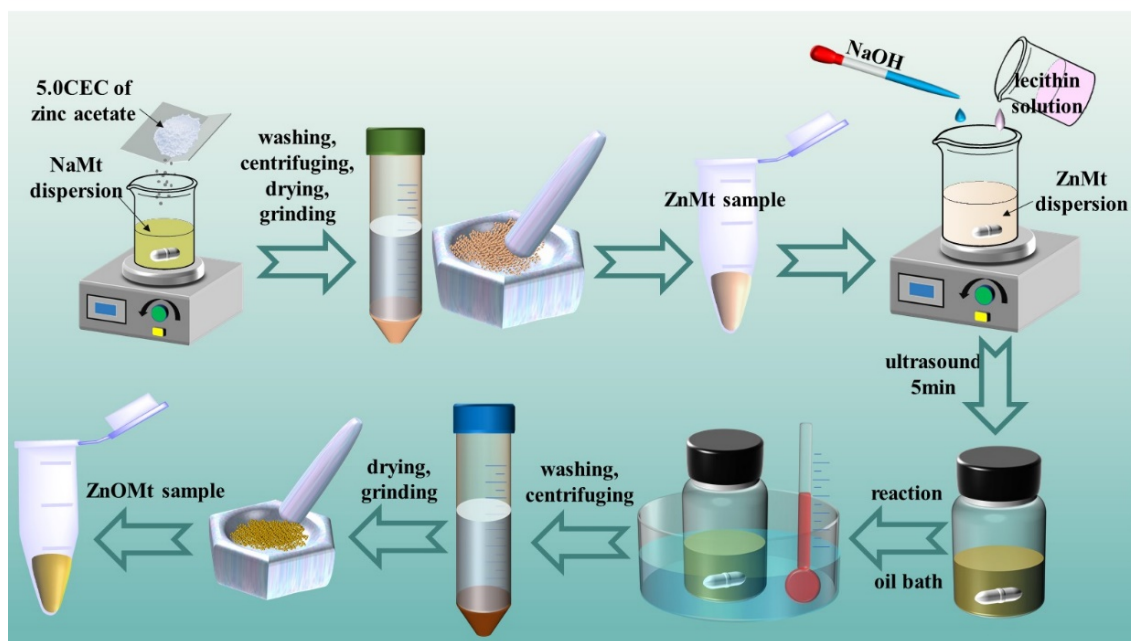 5.0CEC of
zinc acetate
NaMt
dispersion
washing,
centrifuging,
drying,
grinding
ZnMt sample
NaOH
lecithin
solution
ZnMt
dispersion
ultrasound
5min
reaction
oil bath
washing,
centrifuging
drying,
grinding
ZnOMt sample